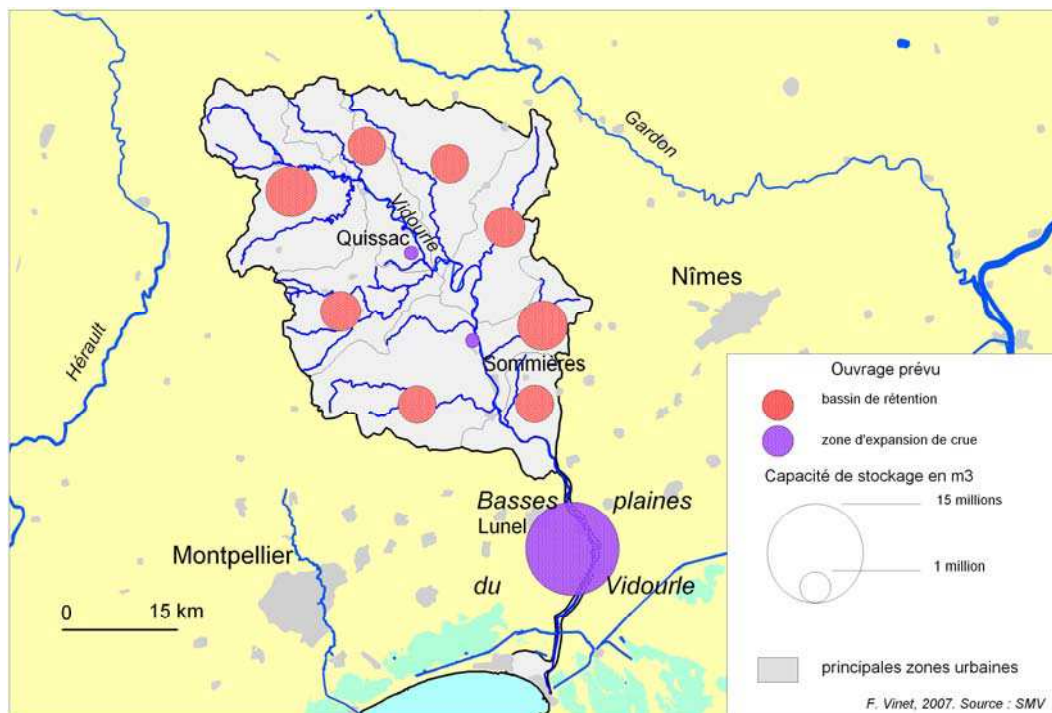 Gardon
Vidourle
Quissac
Nîmes
Hérault
Sommières
Basses plaines
Lunel
du Vidourle
Montpellier
0 15 km
Ouvrage prévu
bassin de rétention
zone d'expansion de crue
Capacité de stockage en m3
15 millions
1 million
principales zones urbaines
F. Vinet, 2007. Source : SMV